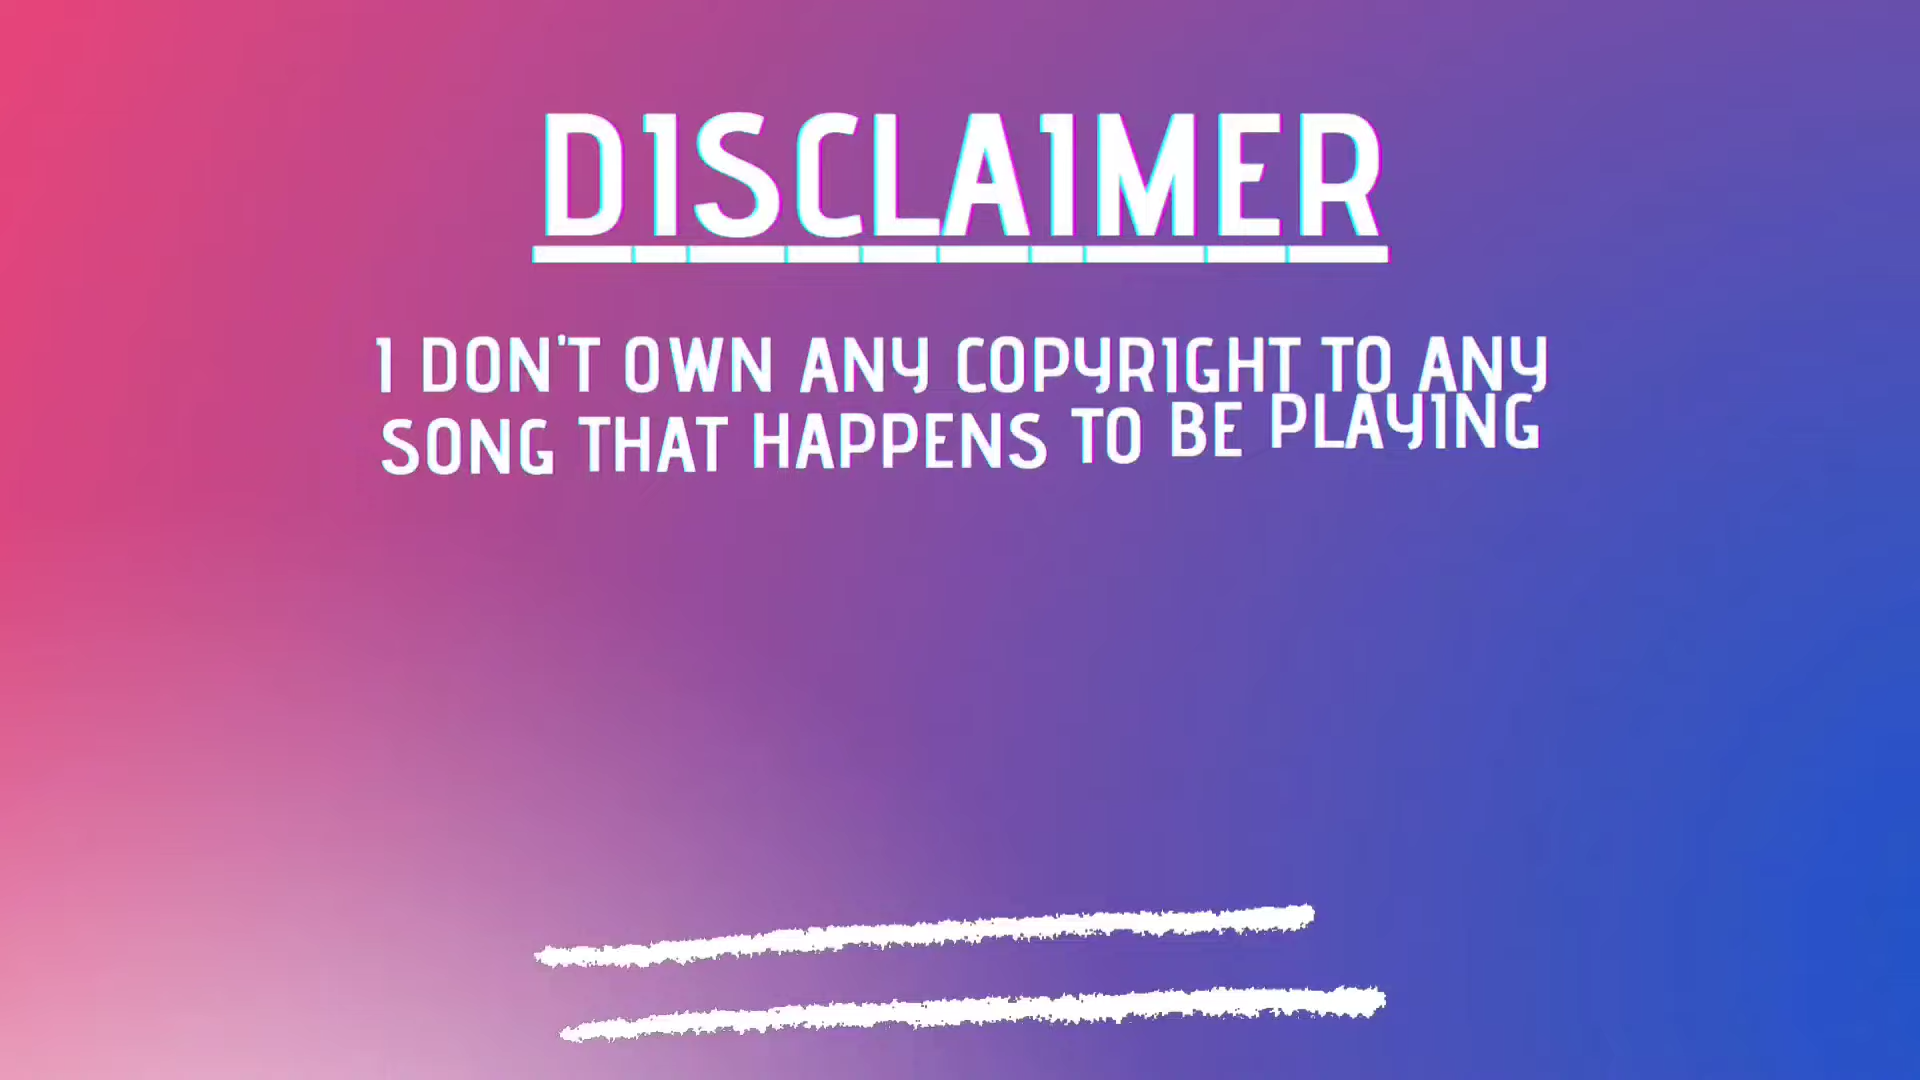 DISCLAIMER
I DON'T OWN ANY COPYRIGHT TO ANY
SONG THAT HAPPENS TO BE PLAYING